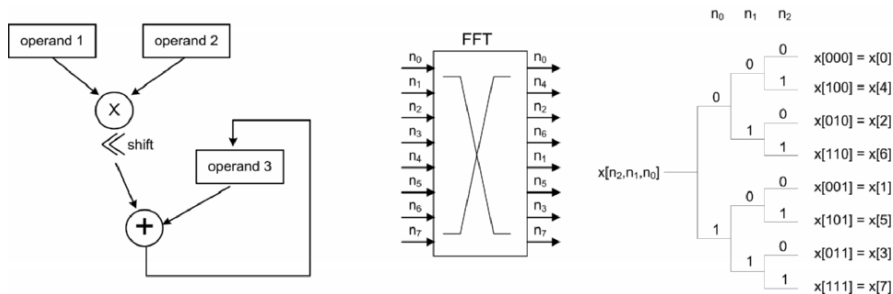 operand 1
operand 2
X
shift
operand 3
+
FFT
n₀ n₀
n₁ n₄
n₂ n₂
n₃ n₆
n₄ n₁
n₅ n₅
n₆ n₃
n₇ n₇
n₀ n₁ n₂
x[n₂,n₁,n₀]
0 0 0 x[000] = x[0]
1 x[100] = x[4]
1 0 x[010] = x[2]
1 x[110] = x[6]
1 0 0 x[001] = x[1]
1 x[101] = x[5]
1 0 x[011] = x[3]
1 x[111] = x[7]